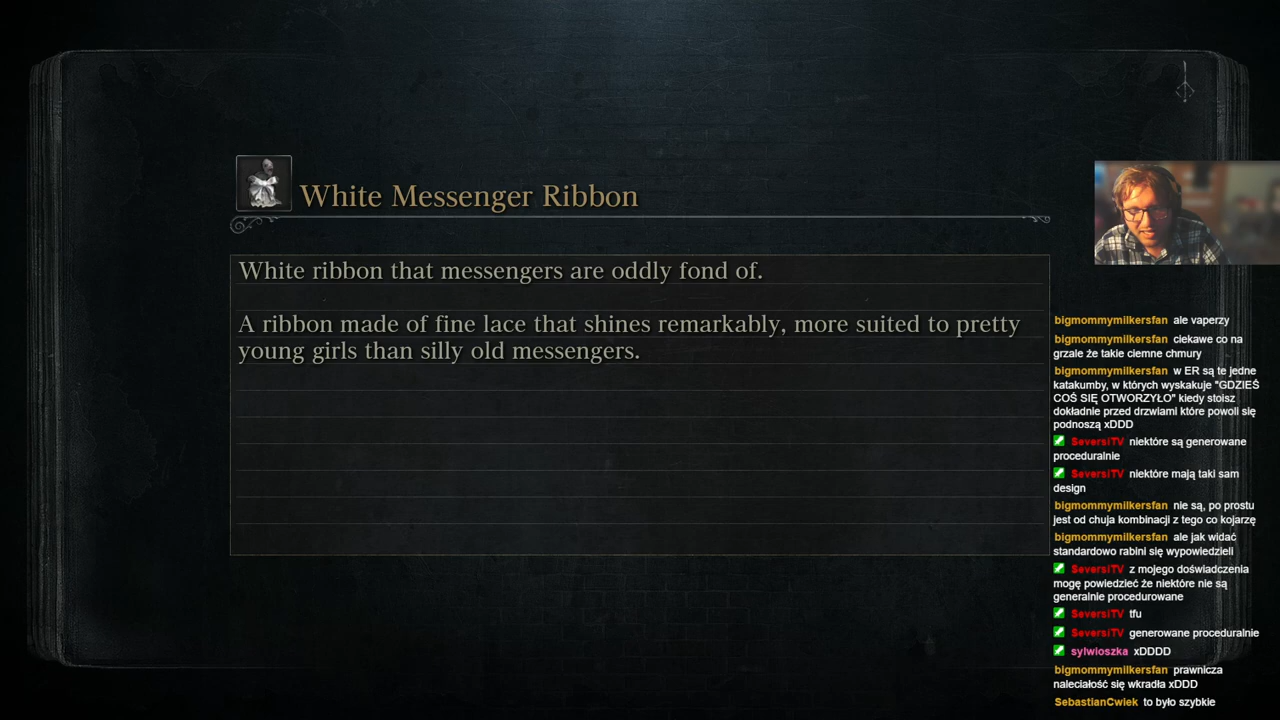 White Messenger Ribbon
White ribbon that messengers are oddly fond of.
A ribbon made of fine lace that shines remarkably, more suited to pretty
young girls than silly old messengers.
bigmommymilkersfan ale vaperzy
bigmommymilkersfan ciekawe co na
grzale że takie ciemne chmury
bigmommymilkersfan w ER są te jedne
katakumby, w których wyskakuje "GDZIEŚ
COŚ SIĘ OTWORZYŁO" kiedy stoisz
dokładnie przed drzwiami które powoli się
podnoszą xDDD
SeversiTV niektóre są generowane
proceduralnie
SeversiTV niektóre mają taki sam
design
bigmommymilkersfan nie są, po prostu
jest od chuja kombinacji z tego co kojarzę
bigmommymilkersfan ale jak widać
standardowo rabini się wypowiedzieli
SeversiTV z mojego doświadczenia
mogę powiedzieć że niektóre nie są
generalnie procedurowane
SeversiTV tfu
SeversiTV generowane proceduralnie
sylwioszka xDDDD
bigmommymilkersfan prawnicza
naleciałość się wkradła xDDD
SebastianCwiek to było szybkie